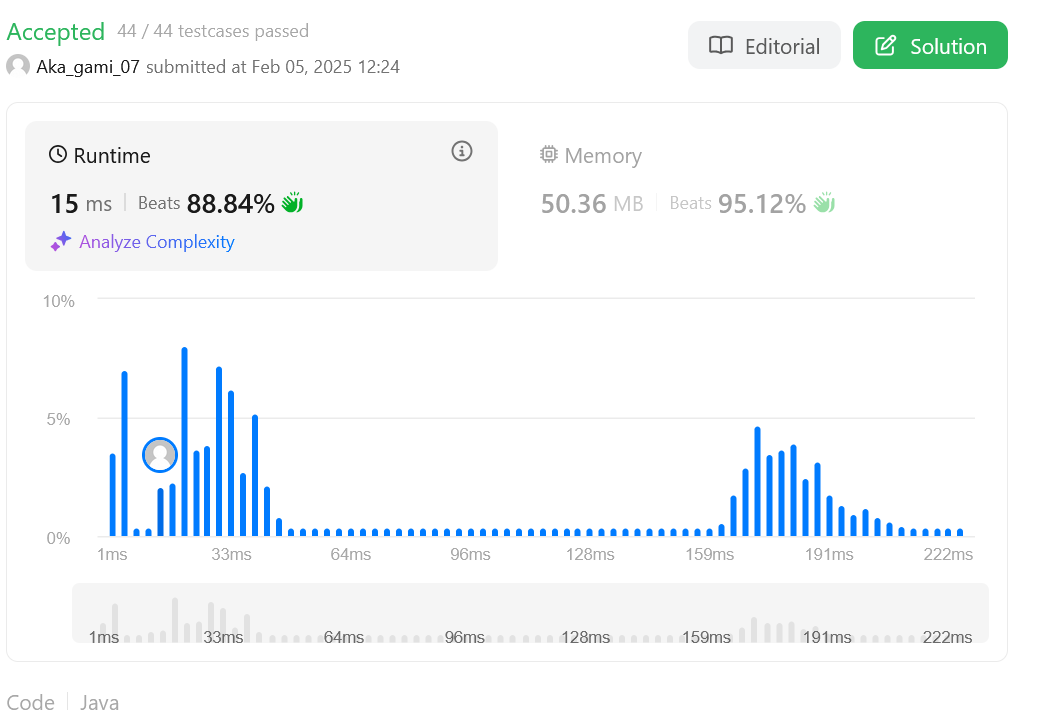 Accepted 44 / 44 testcases passed
Editorial
Solution
Aka_gami_07 submitted at Feb 05, 2025 12:24
Runtime
15 ms Beats 88.84%
Analyze Complexity
Memory
50.36 MB Beats 95.12%
10%
5%
0%
1ms 33ms 64ms 96ms 128ms 159ms 191ms 222ms
1ms 33ms 64ms 96ms 128ms 159ms 191ms 222ms
Code Java